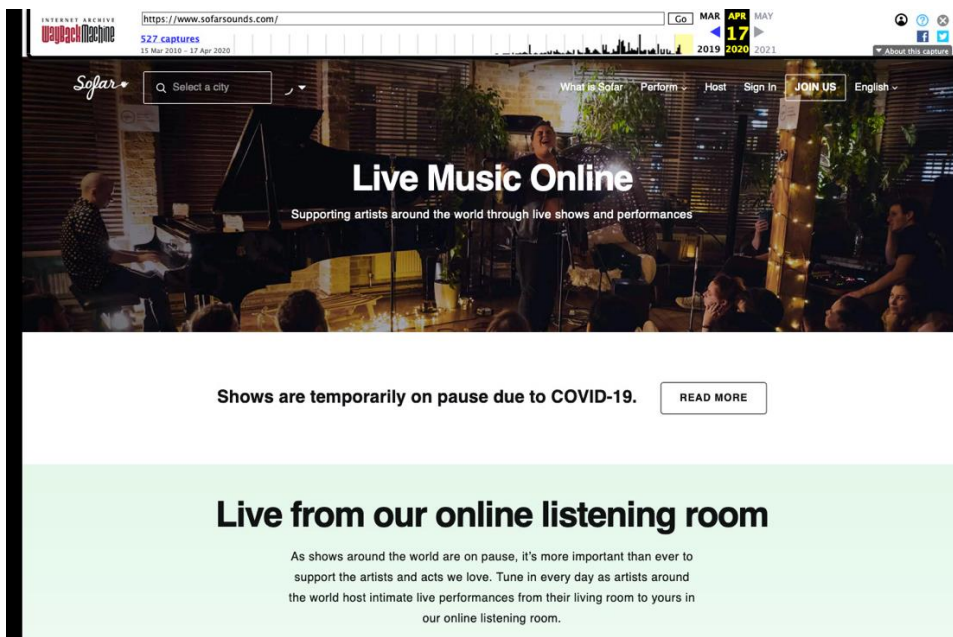 INTERNET ARCHIVE
WayBackMachine
https://www.sofarsounds.com/
Go
MAR APR MAY
17
2019 2020 2021
527 captures
15 Mar 2010 – 17 Apr 2020
About this capture
Sofar
Select a city
What is Sofar Perform Host Sign In JOIN US English
Live Music Online
Supporting artists around the world through live shows and performances
Shows are temporarily on pause due to COVID-19.
READ MORE
Live from our online listening room
As shows around the world are on pause, it's more important than ever to
support the artists and acts we love. Tune in every day as artists around
the world host intimate live performances from their living room to yours in
our online listening room.